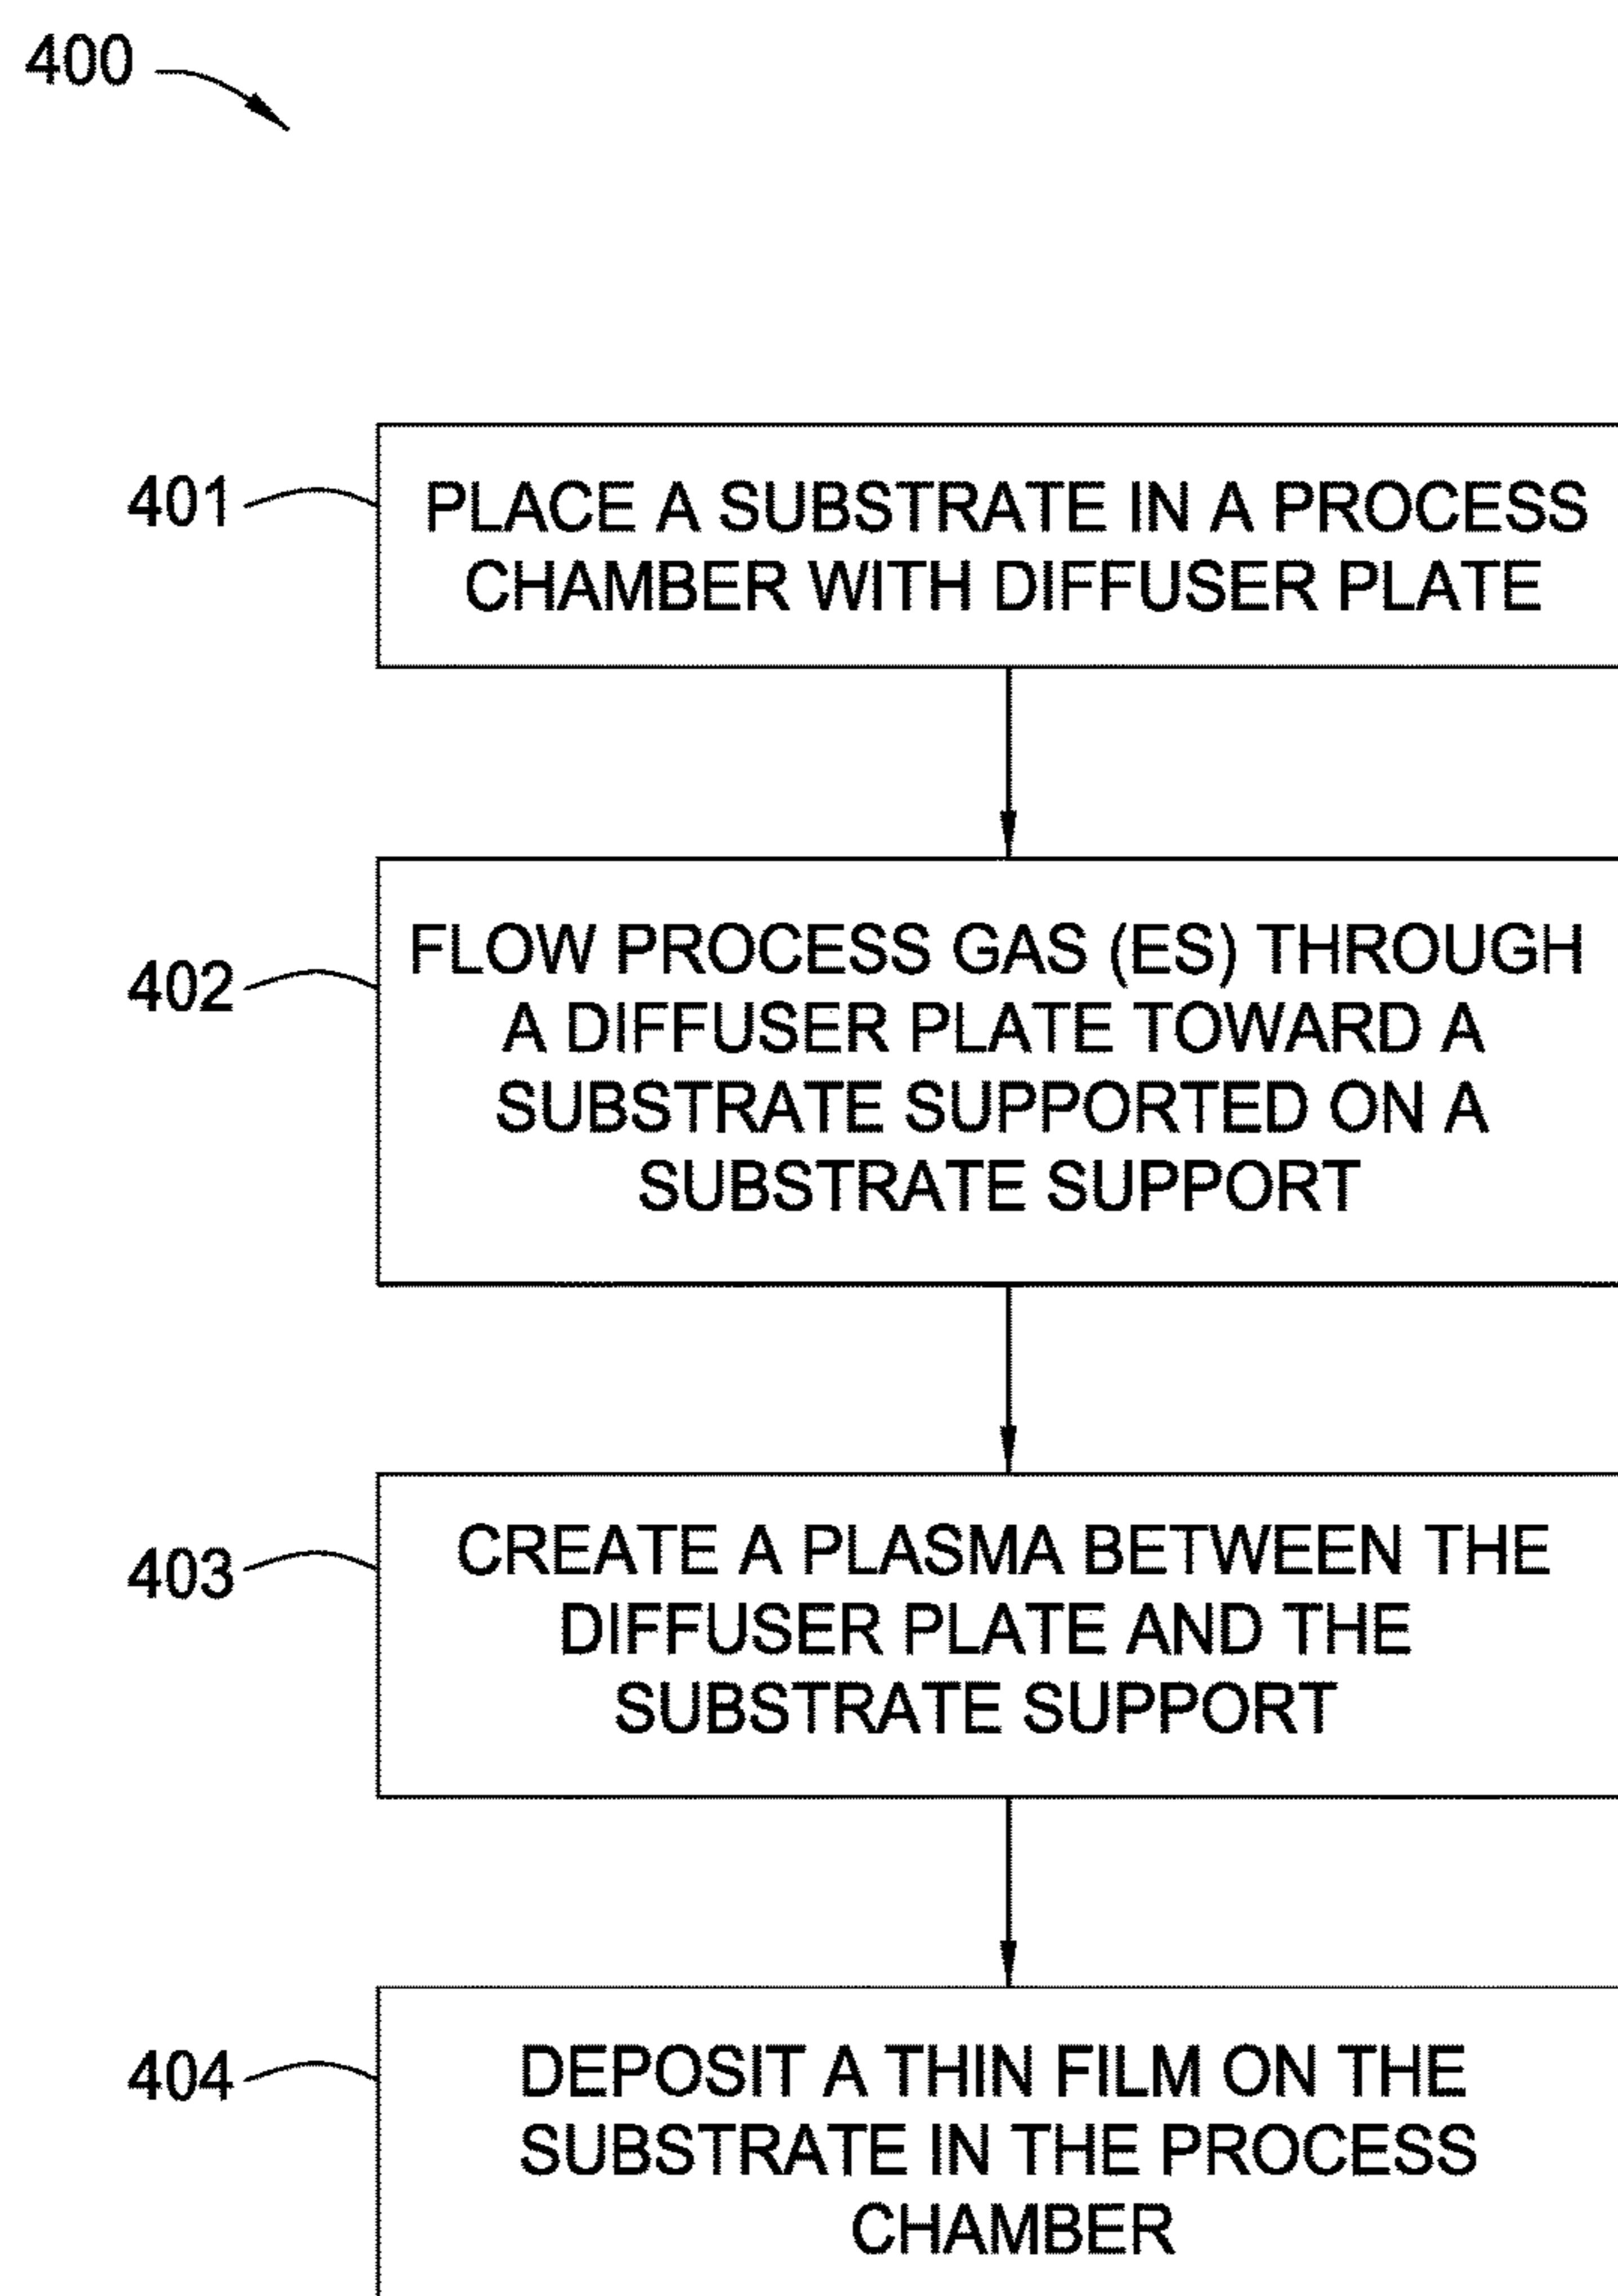 400
401
PLACE A SUBSTRATE IN A PROCESS
CHAMBER WITH DIFFUSER PLATE
402
FLOW PROCESS GAS (ES) THROUGH
A DIFFUSER PLATE TOWARD A
SUBSTRATE SUPPORTED ON A
SUBSTRATE SUPPORT
403
CREATE A PLASMA BETWEEN THE
DIFFUSER PLATE AND THE
SUBSTRATE SUPPORT
404
DEPOSIT A THIN FILM ON THE
SUBSTRATE IN THE PROCESS
CHAMBER